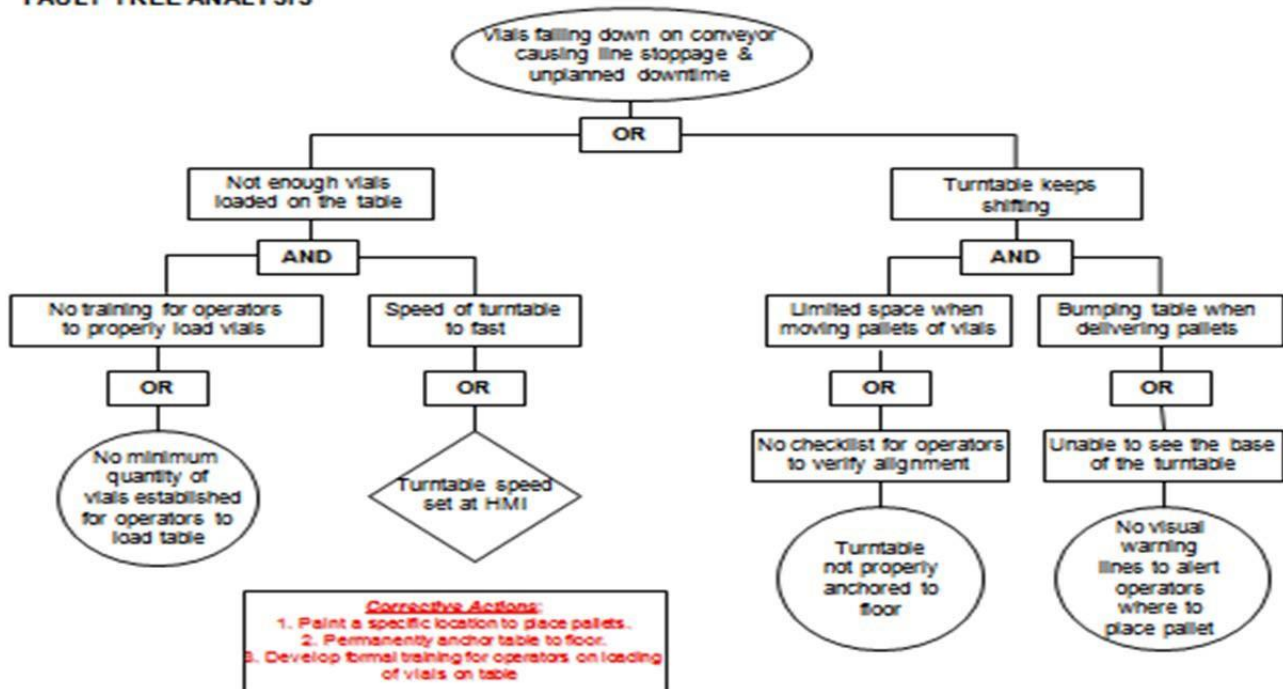 FAULT TREE ANALYSIS
Vials falling down on conveyor
causing line stoppage &
unplanned downtime
OR
Not enough vials
loaded on the table
Turntable keeps
shifting
AND
AND
No training for operators
to properly load vials
Speed of turntable
to fast
Limited space when
moving pallets of vials
Bumping table when
delivering pallets
OR
OR
OR
OR
No minimum
quantity of
vials established
for operators to
load table
Turntable speed
set at HMI
No checklist for operators
to verify alignment
Unable to see the base
of the turntable
Turntable
not properly
anchored to
floor
No visual
warning
lines to alert
operators
where to
place pallet
Corrective Actions:
1. Paint a specific location to place pallets.
2. Permanently anchor table to floor.
3. Develop formal training for operators on loading
of vials on table